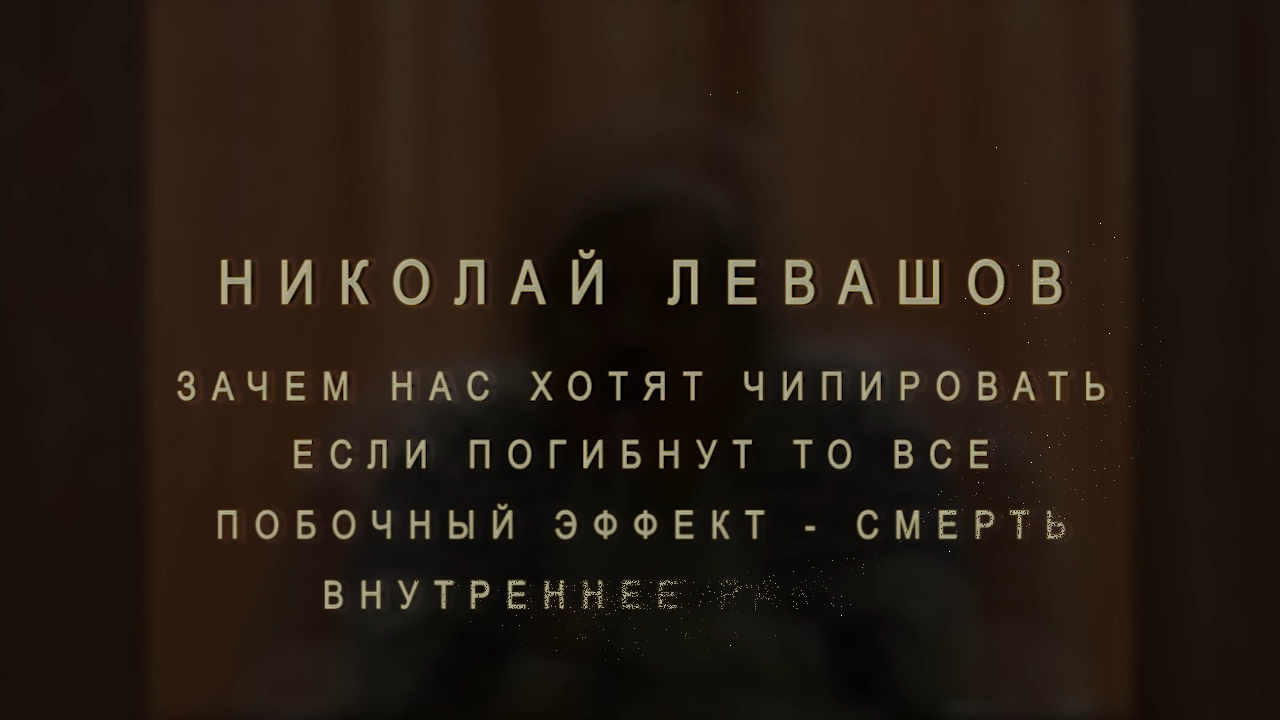 НИКОЛАЙ ЛЕВАШОВ
ЗАЧЕМ НАС ХОТЯТ ЧИПИРОВАТЬ
ЕСЛИ ПОГИБНУТ ТО ВСЕ
ПОБОЧНЫЙ ЭФФЕКТ - СМЕРТЬ
ВНУТРЕННЕЕ